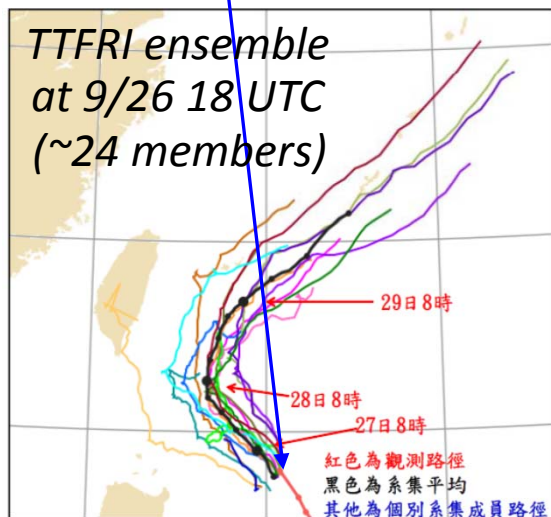 TTFRI ensemble
at 9/26 18 UTC
(~24 members)
29日8時
28日8時
27日8時
紅色為觀測路徑
黑色為系集平均
其他為個別系集成員路徑